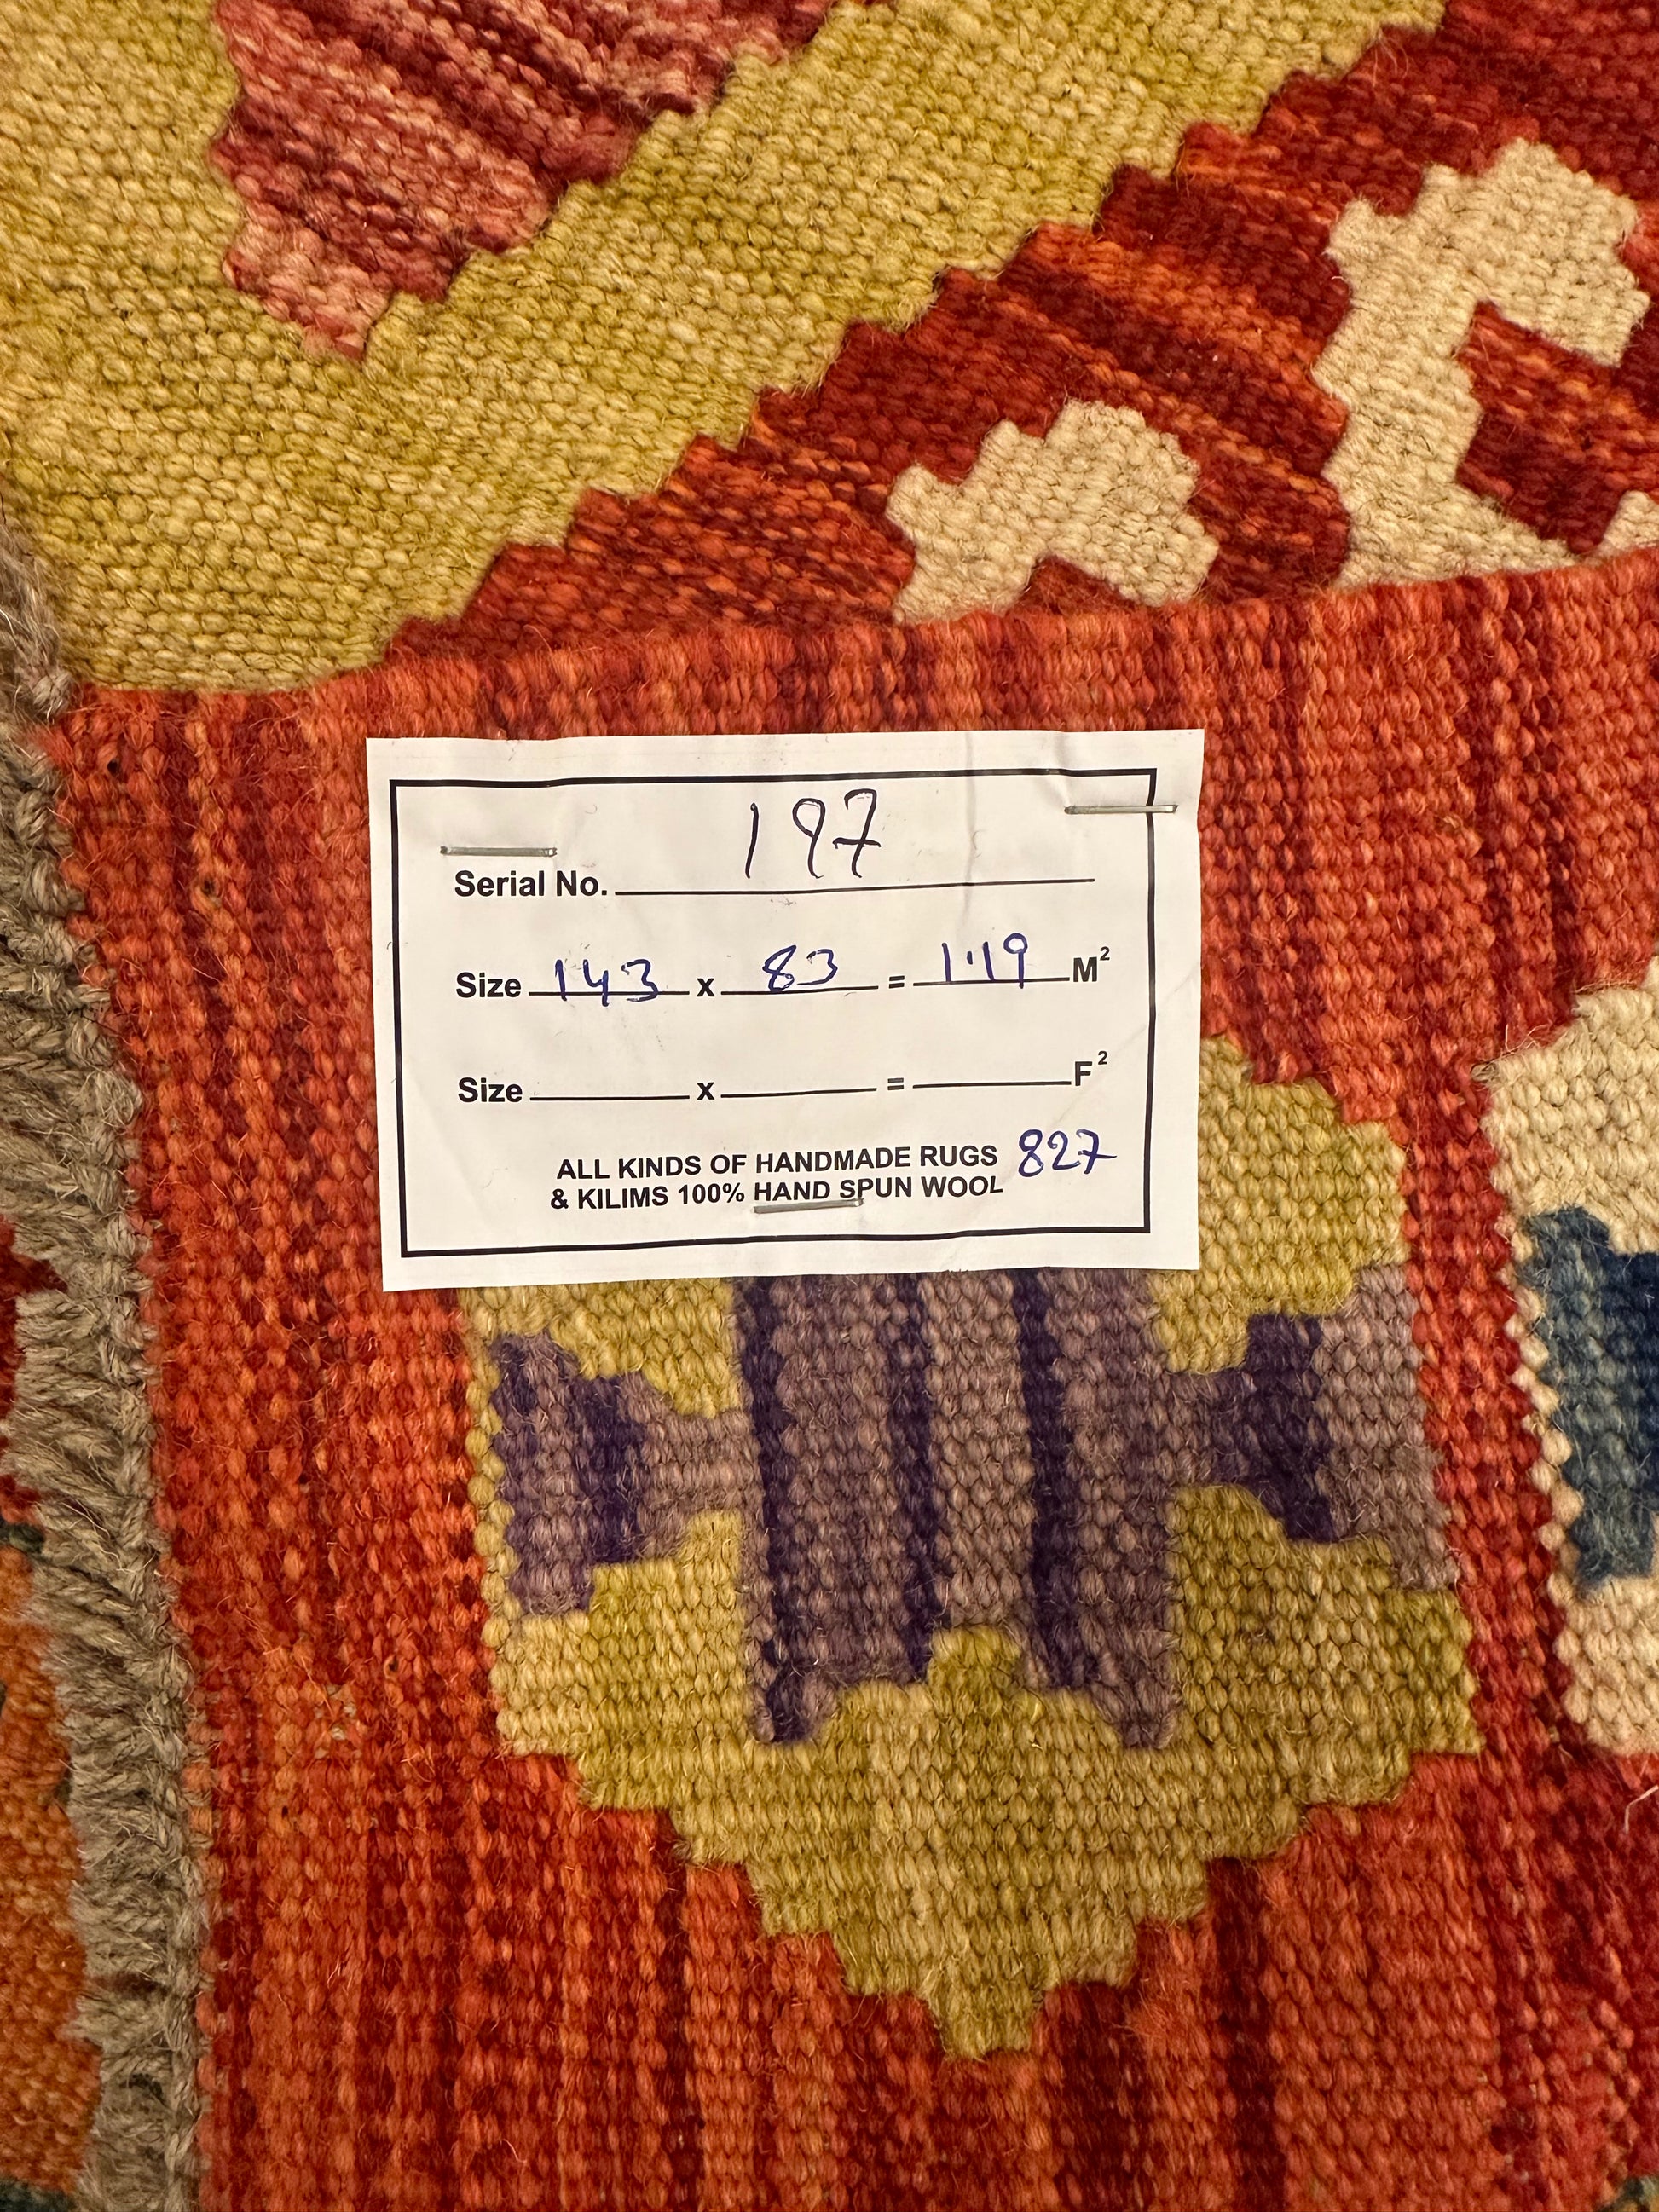 Serial No. 197
Size 143 x 83 = 1.19 M²
Size x = F²
ALL KINDS OF HANDMADE RUGS 827
& KILIMS 100% HAND SPUN WOOL